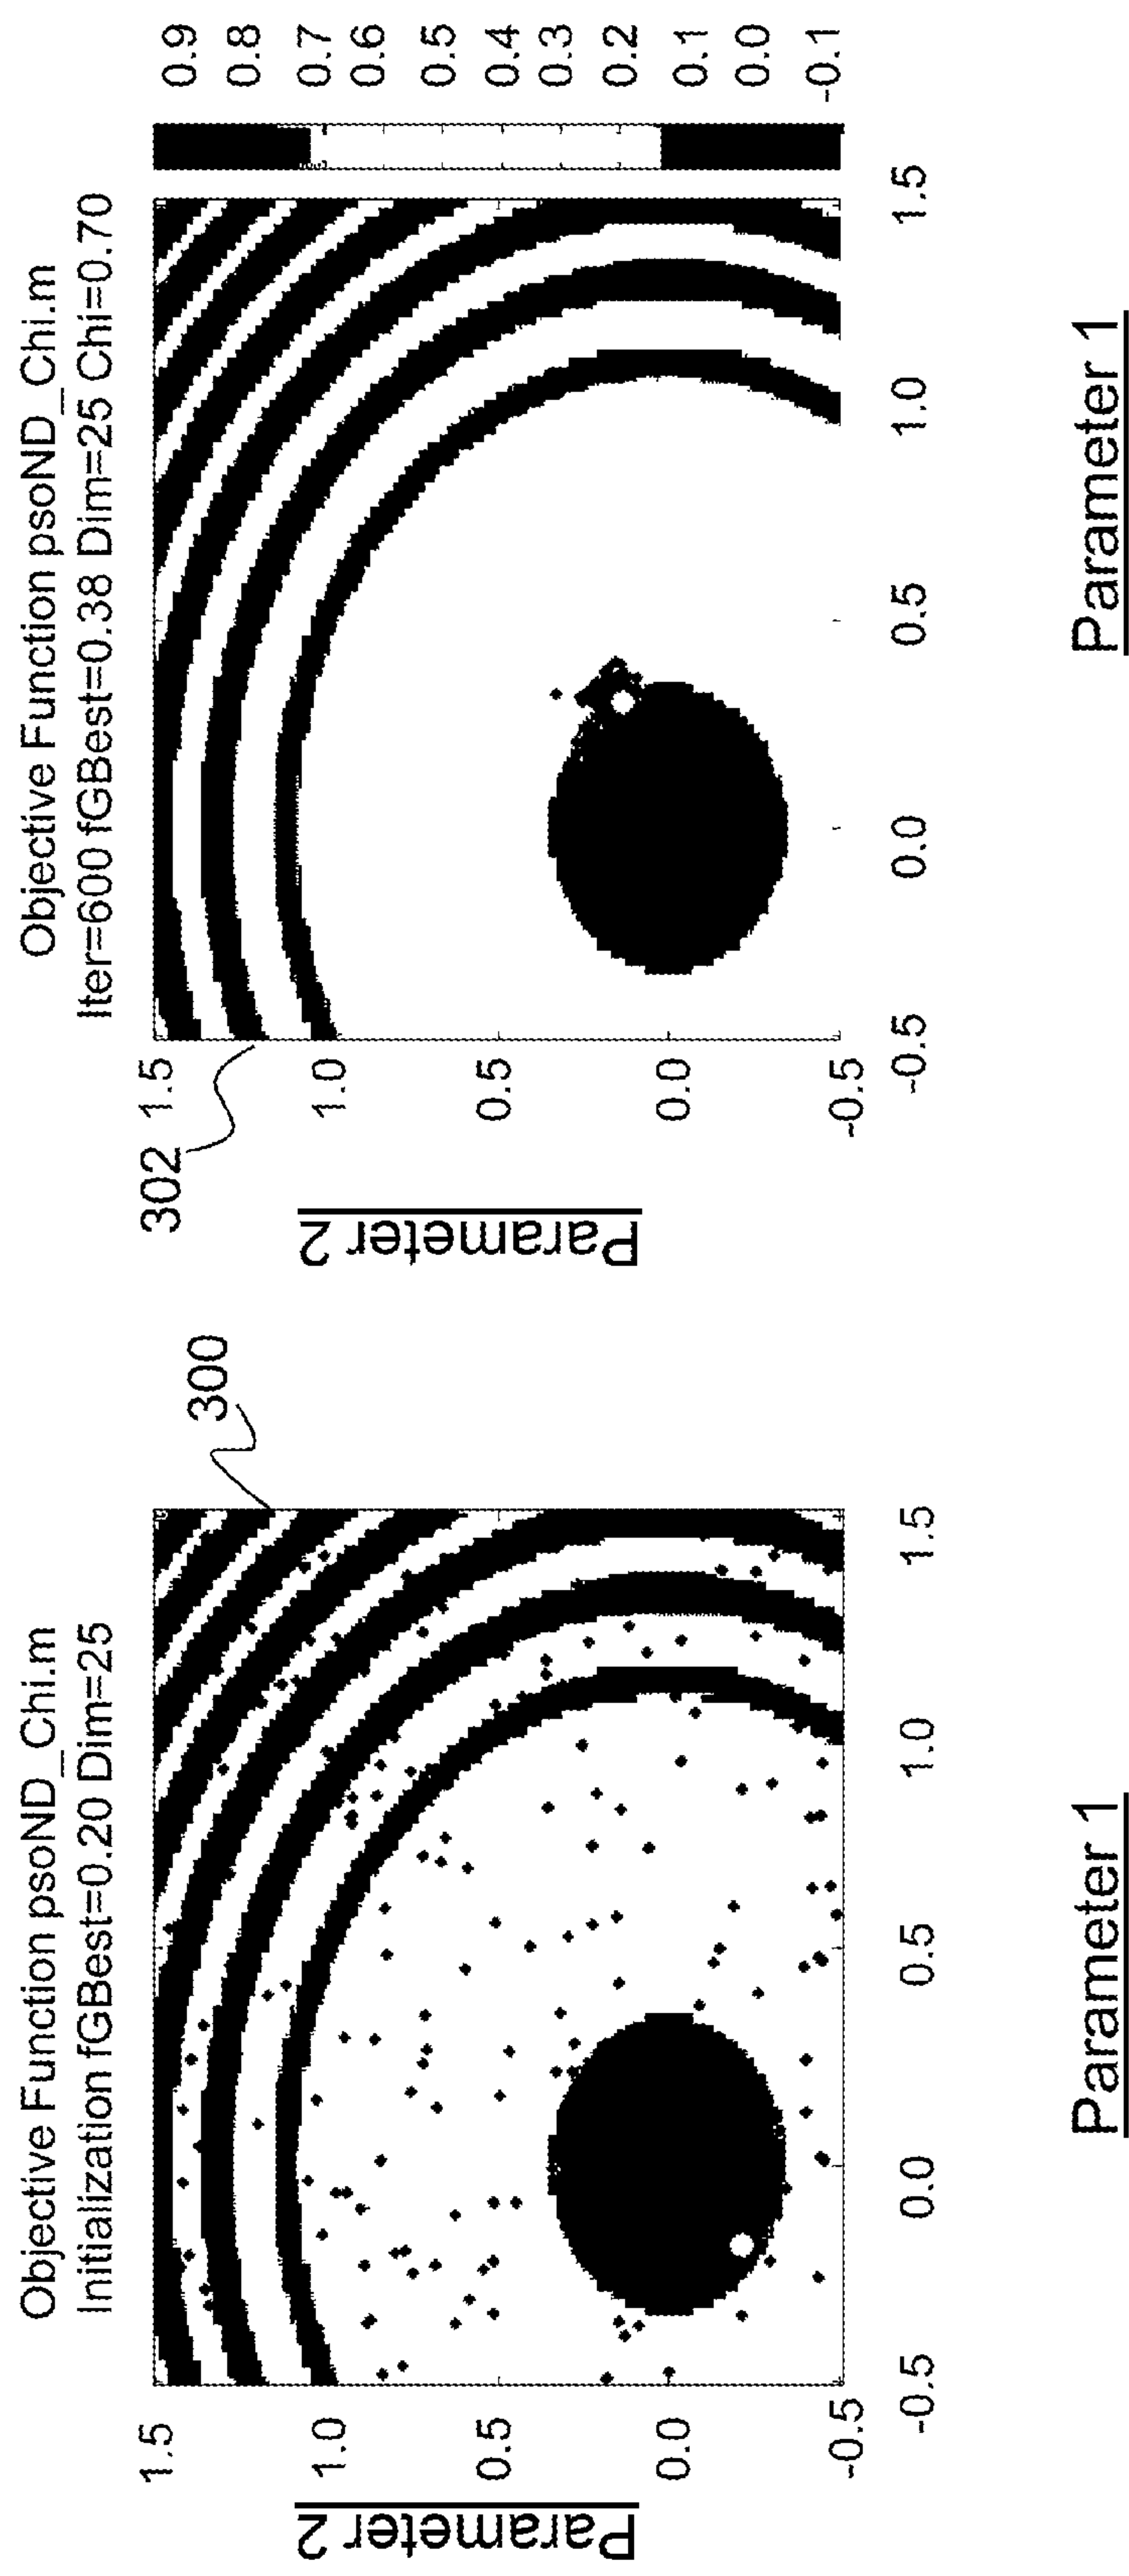 Objective Function psoND_Chi.m
Initialization fGBest=0.20 Dim=25
300
1.5
1.0
0.5
0.0
-0.5
Parameter 2
-0.5 0.0 0.5 1.0 1.5
Parameter 1
Objective Function psoND_Chi.m
Iter=600 fGBest=0.38 Dim=25 Chi=0.70
302
1.5
1.0
0.5
0.0
-0.5
Parameter 2
-0.5 0.0 0.5 1.0 1.5
Parameter 1
0.9
0.8
0.7
0.6
0.5
0.4
0.3
0.2
0.1
0.0
-0.1